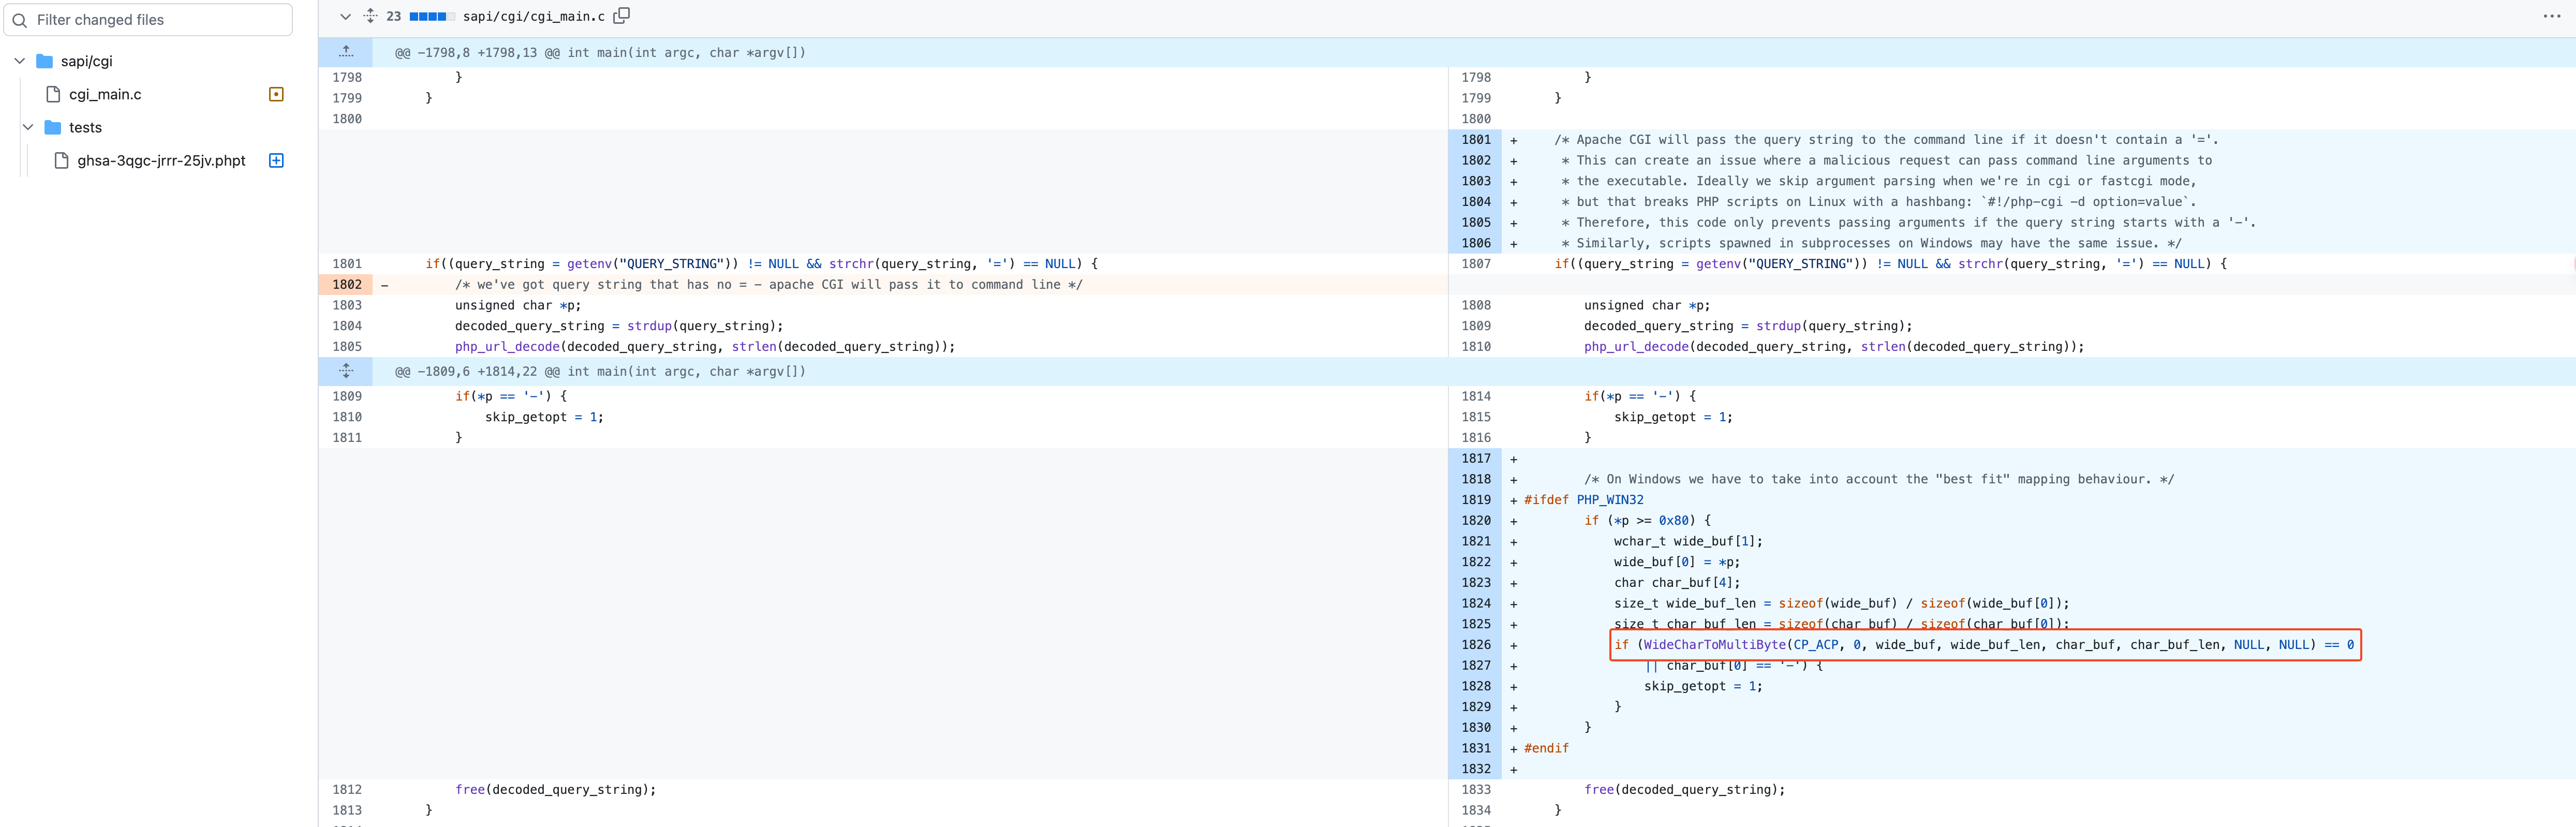 Filter changed files
sapi/cgi
cgi_main.c
tests
ghsa-3qgc-jrrr-25jv.phpt
23 sapi/cgi/cgi_main.c
@@ -1798,8 +1798,13 @@ int main(int argc, char *argv[])
1798 }
1799 }
1800
1801 if((query_string = getenv("QUERY_STRING")) != NULL && strchr(query_string, '=') == NULL) {
1802 - /* we've got query string that has no = - apache CGI will pass it to command line */
1803 unsigned char *p;
1804 decoded_query_string = strdup(query_string);
1805 php_url_decode(decoded_query_string, strlen(decoded_query_string));
1798 }
1799 }
1800
1801 + /* Apache CGI will pass the query string to the command line if it doesn't contain a '='.
1802 + * This can create an issue where a malicious request can pass command line arguments to
1803 + * the executable. Ideally we skip argument parsing when we're in cgi or fastcgi mode,
1804 + * but that breaks PHP scripts on Linux with a hashbang: `#!/php-cgi -d option=value`.
1805 + * Therefore, this code only prevents passing arguments if the query string starts with a '-'.
1806 + * Similarly, scripts spawned in subprocesses on Windows may have the same issue. */
1807 if((query_string = getenv("QUERY_STRING")) != NULL && strchr(query_string, '=') == NULL) {
1808 unsigned char *p;
1809 decoded_query_string = strdup(query_string);
1810 php_url_decode(decoded_query_string, strlen(decoded_query_string));
@@ -1809,6 +1814,22 @@ int main(int argc, char *argv[])
1809 if(*p == '-') {
1810 skip_getopt = 1;
1811 }
1812 free(decoded_query_string);
1813 }
1814 if(*p == '-') {
1815 skip_getopt = 1;
1816 }
1817 +
1818 + /* On Windows we have to take into account the "best fit" mapping behaviour. */
1819 + #ifdef PHP_WIN32
1820 + if (*p >= 0x80) {
1821 + wchar_t wide_buf[1];
1822 + wide_buf[0] = *p;
1823 + char char_buf[4];
1824 + size_t wide_buf_len = sizeof(wide_buf) / sizeof(wide_buf[0]);
1825 + size_t char_buf_len = sizeof(char_buf) / sizeof(char_buf[0]);
1826 + if (WideCharToMultiByte(CP_ACP, 0, wide_buf, wide_buf_len, char_buf, char_buf_len, NULL, NULL) == 0
1827 + || char_buf[0] == '-') {
1828 + skip_getopt = 1;
1829 + }
1830 + }
1831 + #endif
1832 +
1833 free(decoded_query_string);
1834 }